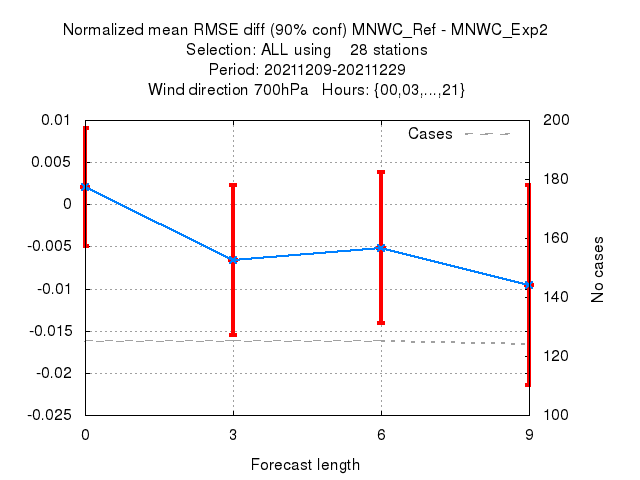 Normalized mean RMSE diff (90% conf) MNWC_Ref - MNWC_Exp2
Selection: ALL using 28 stations
Period: 20211209-20211229
Wind direction 700hPa Hours: {00,03,...,21}
0.01
0.005
0
-0.005
-0.01
-0.015
-0.02
-0.025
Cases
200
180
160
140
120
100
No cases
0 3 6 9
Forecast length